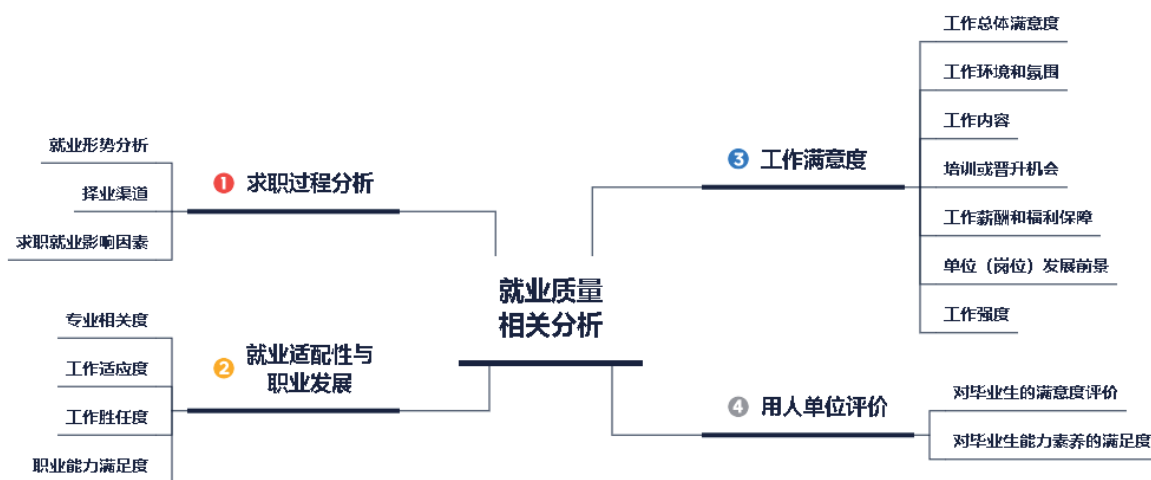 就业质量
相关分析
1 求职过程分析
就业形势分析
择业渠道
求职就业影响因素
2 就业适配性与
职业发展
专业相关度
工作适应度
工作胜任度
职业能力满足度
3 工作满意度
工作总体满意度
工作环境和氛围
工作内容
培训或晋升机会
工作薪酬和福利保障
单位（岗位）发展前景
工作强度
4 用人单位评价
对毕业生的满意度评价
对毕业生能力素养的满足度